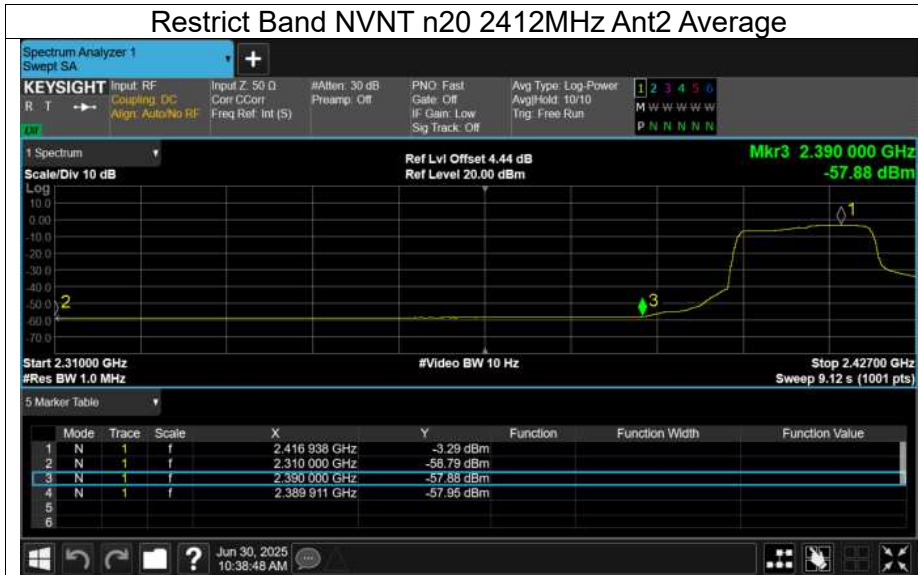 Restrict Band NVNT n20 2412MHz Ant2 Average
Spectrum Analyzer 1
Swept SA
+
KEYSIGHT
R T
Input: RF
Coupling: DC
Align: Auto/No RF
Input Z: 50 Ω
Corr CCorr
Freq Ref: Int (S)
#Atten: 30 dB
Preamp: Off
PNO: Fast
Gate: Off
IF Gain: Low
Sig Track: Off
Avg Type: Log-Power
Avg|Hold: 10/10
Trig: Free Run
1 2 3 4 5 6
M W W W W W
P N N N N N
1 Spectrum
Scale/Div 10 dB
Ref Lvl Offset 4.44 dB
Ref Level 20.00 dBm
Mkr3 2.390 000 GHz
-57.88 dBm
Log
10.0
0.00
-10.0
-20.0
-30.0
-40.0
-50.0
-60.0
-70.0
1
2
3
Start 2.31000 GHz
#Res BW 1.0 MHz
#Video BW 10 Hz
Stop 2.42700 GHz
Sweep 9.12 s (1001 pts)
5 Marker Table
Mode Trace Scale X Y Function Function Width Function Value
1 N 1 f 2.416 938 GHz -3.29 dBm
2 N 1 f 2.310 000 GHz -58.79 dBm
3 N 1 f 2.390 000 GHz -57.88 dBm
4 N 1 f 2.389 911 GHz -57.95 dBm
5
6
?
Jun 30, 2025
10:38:48 AM